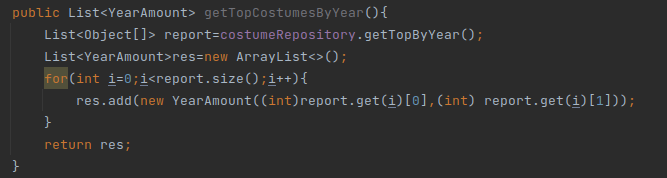 public List<YearAmount> getTopCostumesByYear(){
    List<Object[]> report=costumeRepository.getTopByYear();
    List<YearAmount>res=new ArrayList<>();
    for(int i=0;i<report.size();i++){
        res.add(new YearAmount((int)report.get(i)[0],(int) report.get(i)[1]));
    }
    return res;
}